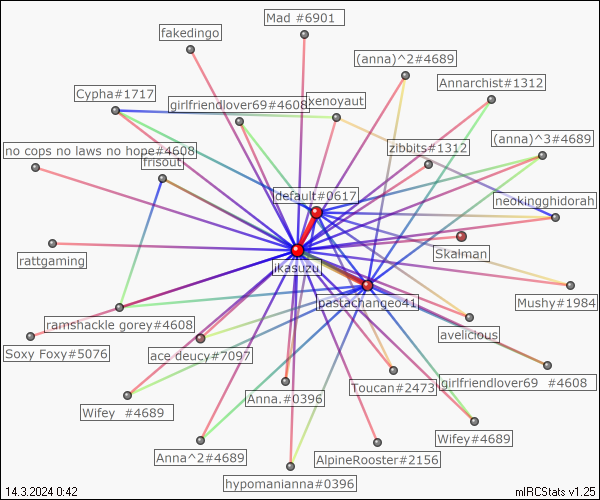 Mad #6901
fakedingo
(anna)^2#4689
Annarchist#1312
Cypha#1717
girlfriendlover69#4608
xenoyaut
(anna)^3#4689
no cops no laws no hope#4608
zibbits#1312
frisout
default#0617
neokingghidorah
Skalman
rattgaming
ikasuzu
pastachangeo41
Mushy#1984
ramshackle gorey#4608
avelicious
Soxy Foxy#5076
ace deucy#7097
Toucan#2473
girlfriendlover69 #4608
Anna.#0396
Wifey #4689
Wifey#4689
Anna^2#4689
AlpineRooster#2156
hypomanianna#0396
14.3.2024 0:42
mIRCStats v1.25